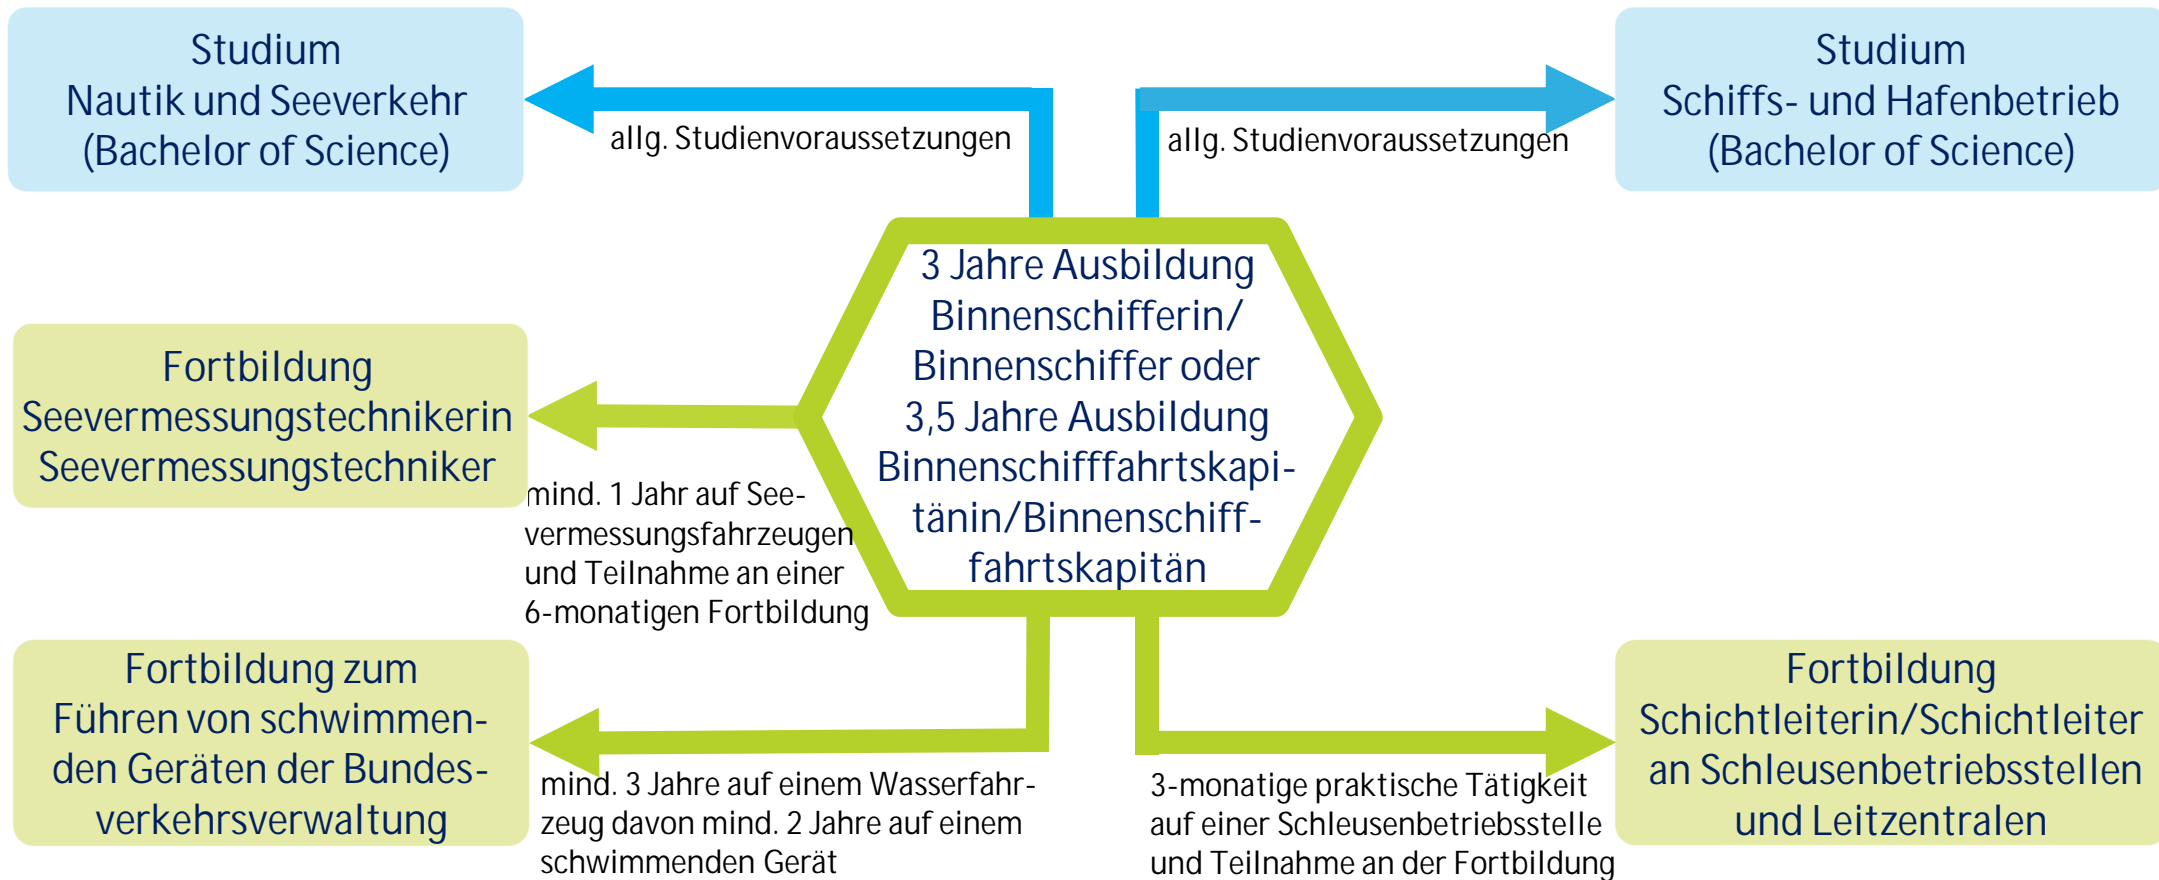 Studium
Nautik und Seeverkehr
(Bachelor of Science)
allg. Studienvoraussetzungen
allg. Studienvoraussetzungen
Studium
Schiffs- und Hafenbetrieb
(Bachelor of Science)
3 Jahre Ausbildung
Binnenschifferin/
Binnenschiffer oder
3,5 Jahre Ausbildung
Binnenschifffahrtskapi-
tänin/Binnenschiff-
fahrtskapitän
Fortbildung
Seevermessungstechnikerin
Seevermessungstechniker
mind. 1 Jahr auf See-
vermessungsfahrzeugen
und Teilnahme an einer
6-monatigen Fortbildung
Fortbildung zum
Führen von schwimmen-
den Geräten der Bundes-
verkehrsverwaltung
mind. 3 Jahre auf einem Wasserfahr-
zeug davon mind. 2 Jahre auf einem
schwimmenden Gerät
3-monatige praktische Tätigkeit
auf einer Schleusenbetriebsstelle
und Teilnahme an der Fortbildung
Fortbildung
Schichtleiterin/Schichtleiter
an Schleusenbetriebsstellen
und Leitzentralen